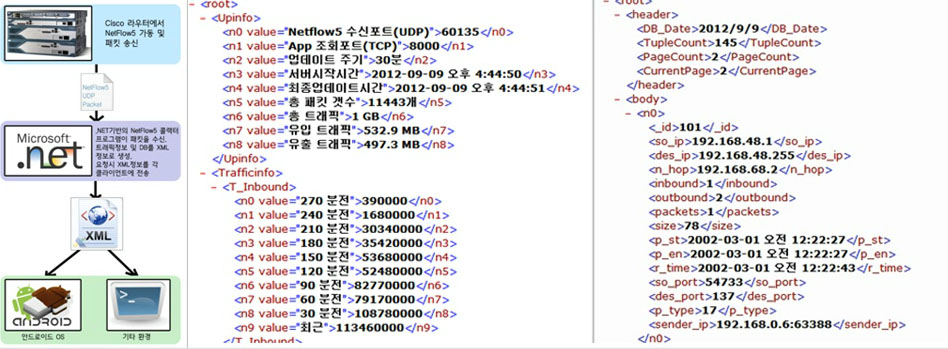 Cisco 라우터에서
NetFlow5 가동 및
패킷 송신
NetFlow5
UDP
Packet
Microsoft
.net
.NET기반의 NetFlow5 콜렉터
프로그램이 패킷을 수신,
트래픽정보 및 DB를 XML
정보로 생성,
요청시 XML정보를 각
클라이언트에 전송
XML
ANDROID
안드로이드 OS
기타 환경
- <root>
- <Upinfo>
<n0 value="Netflow5 수신포트(UDP)">60135</n0>
<n1 value="App 조회포트(TCP)">8000</n1>
<n2 value="업데이트 주기">30분</n2>
<n3 value="서버시작시간">2012-09-09 오후 4:44:50</n3>
<n4 value="최종업데이트시간">2012-09-09 오후 4:44:51</n4>
<n5 value="총 패킷 겟수">11443개</n5>
<n6 value="총 트래픽">1 GB</n6>
<n7 value="유입 트래픽">532.9 MB</n7>
<n8 value="유출 트래픽">497.3 MB</n8>
</Upinfo>
- <Trafficinfo>
- <T_Inbound>
<n0 value="270 분전">390000</n0>
<n1 value="240 분전">1680000</n1>
<n2 value="210 분전">30340000</n2>
<n3 value="180 분전">35420000</n3>
<n4 value="150 분전">53680000</n4>
<n5 value="120 분전">52480000</n5>
<n6 value="90 분전">82770000</n6>
<n7 value="60 분전">79170000</n7>
<n8 value="30 분전">108780000</n8>
<n9 value="최근">113460000</n9>
</T_Inbound>
- <root>
- <header>
<DB_Date>2012/9/9</DB_Date>
<TupleCount>145</TupleCount>
<PageCount>2</PageCount>
<CurrentPage>2</CurrentPage>
</header>
- <body>
- <n0>
<_id>101</_id>
<so_ip>192.168.48.1</so_ip>
<des_ip>192.168.48.255</des_ip>
<n_hop>192.168.68.2</n_hop>
<inbound>1</inbound>
<outbound>2</outbound>
<packets>1</packets>
<size>78</size>
<p_st>2002-03-01 오전 12:22:27</p_st>
<p_en>2002-03-01 오전 12:22:27</p_en>
<r_time>2002-03-01 오전 12:22:43</r_time>
<so_port>54733</so_port>
<des_port>137</des_port>
<p_type>17</p_type>
<sender_ip>192.168.0.6:63388</sender_ip>
</n0>